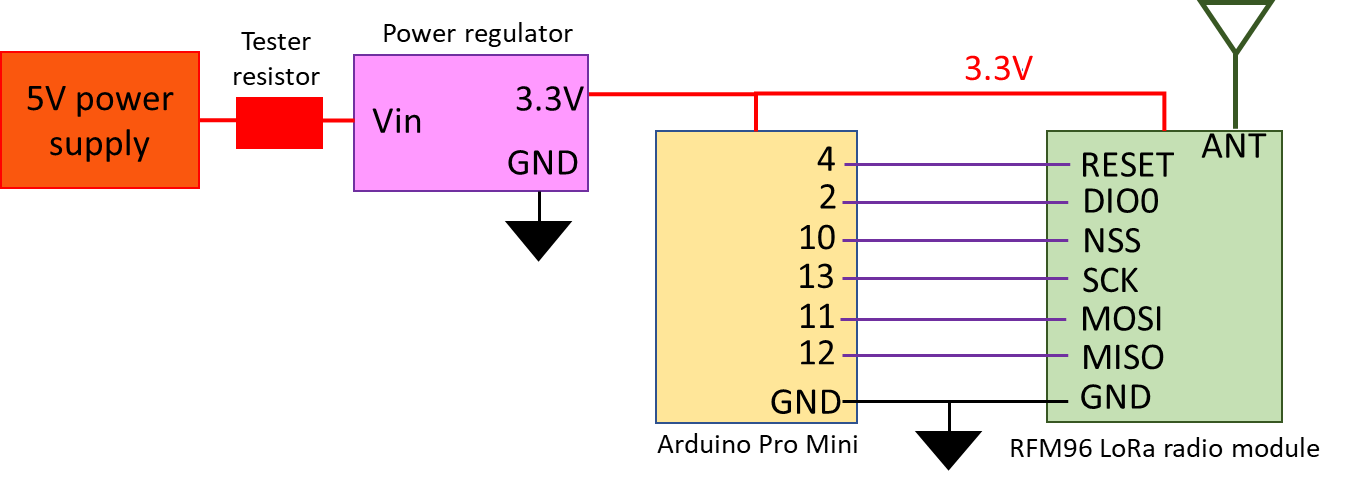 Tester
resistor
Power regulator
5V power
supply
Vin
3.3V
GND
3.3V
ANT
4
2
10
13
11
12
GND
RESET
DIO0
NSS
SCK
MOSI
MISO
GND
Arduino Pro Mini
RFM96 LoRa radio module